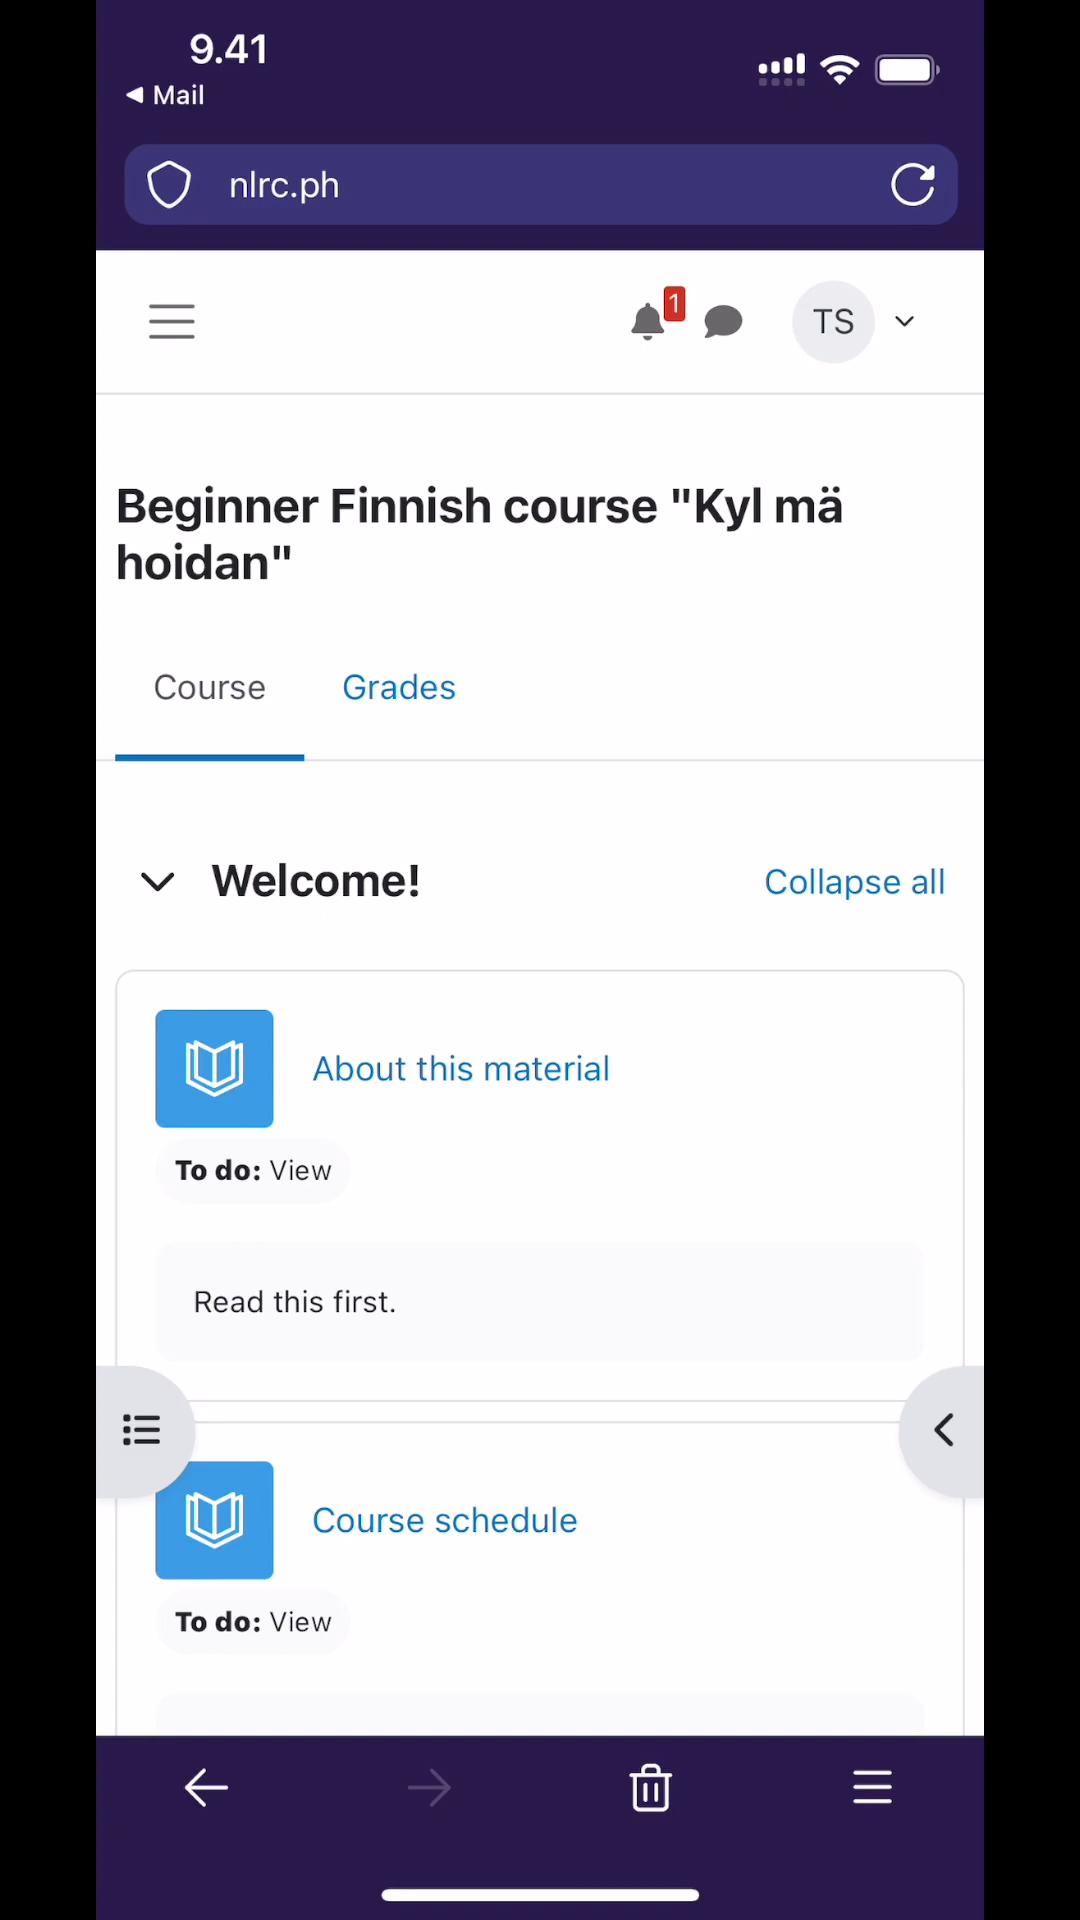 9.41
Mail
nlrc.ph
1
TS
Beginner Finnish course "Kyl mä
hoidan"
Course Grades
Welcome! Collapse all
About this material
To do: View
Read this first.
Course schedule
To do: View